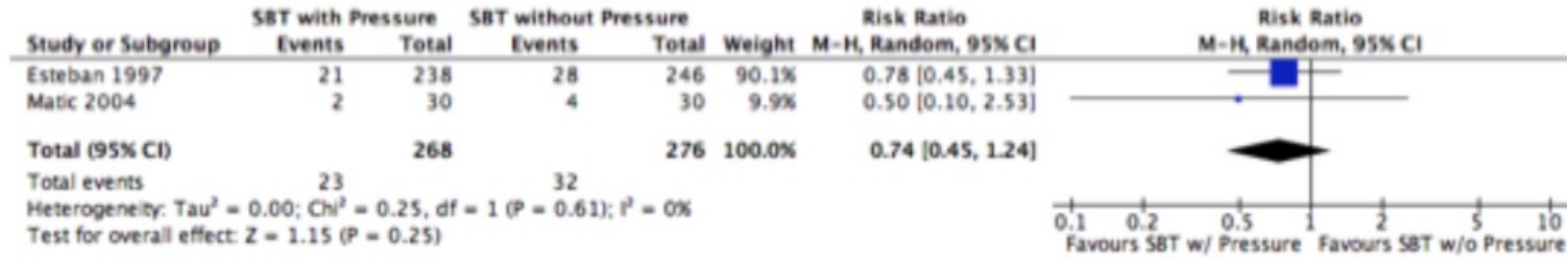 SBT with Pressure SBT without Pressure Risk Ratio Risk Ratio
Study or Subgroup Events Total Events Total Weight M-H, Random, 95% CI M-H, Random, 95% CI
Esteban 1997 21 238 28 246 90.1% 0.78 [0.45, 1.33]
Matic 2004 2 30 4 30 9.9% 0.50 [0.10, 2.53]
Total (95% CI) 268 276 100.0% 0.74 [0.45, 1.24]
Total events 23 32
Heterogeneity: Tau² = 0.00; Chi² = 0.25, df = 1 (P = 0.61); I² = 0%
Test for overall effect: Z = 1.15 (P = 0.25)
0.1 0.2 0.5 1 2 5 10
Favours SBT w/ Pressure Favours SBT w/o Pressure